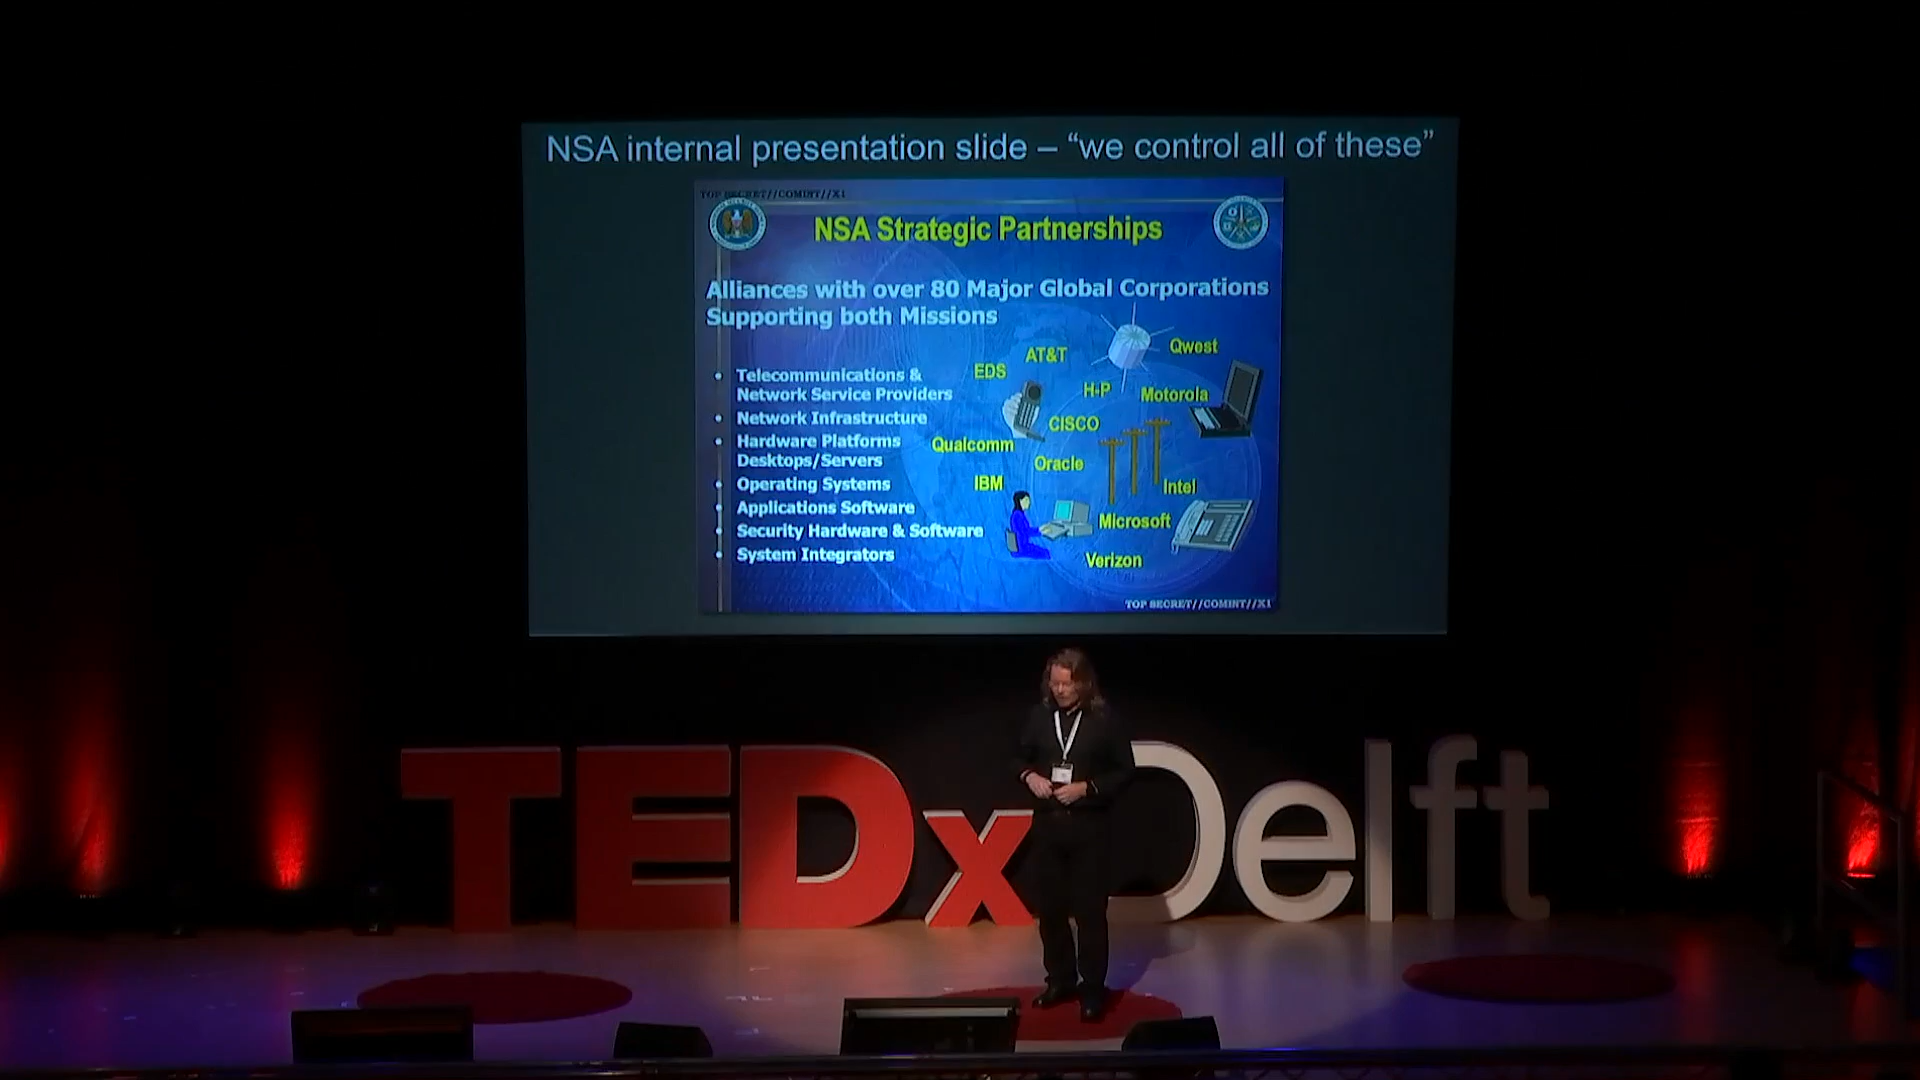 NSA internal presentation slide – “we control all of these”
TOP SECRET//COMINT//X1
NSA Strategic Partnerships
Alliances with over 80 Major Global Corporations
Supporting both Missions
• Telecommunications &
Network Service Providers
• Network Infrastructure
• Hardware Platforms
Desktops/Servers
• Operating Systems
• Applications Software
• Security Hardware & Software
• System Integrators
AT&T
Qwest
EDS
H-P
Motorola
CISCO
Qualcomm
Oracle
IBM
Intel
Microsoft
Verizon
TOP SECRET//COMINT//X1
TEDxDelft